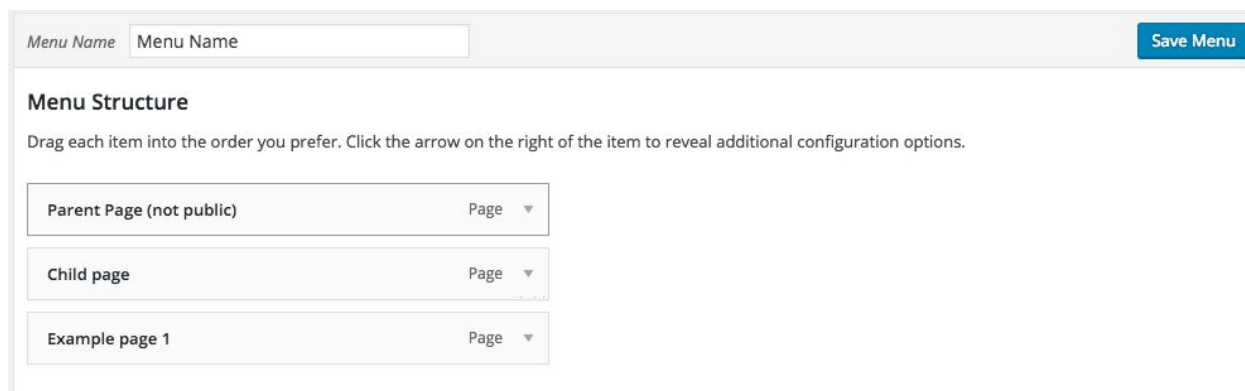 Menu Name Menu Name Save Menu
Menu Structure
Drag each item into the order you prefer. Click the arrow on the right of the item to reveal additional configuration options.
Parent Page (not public) Page
Child page Page
Example page 1 Page